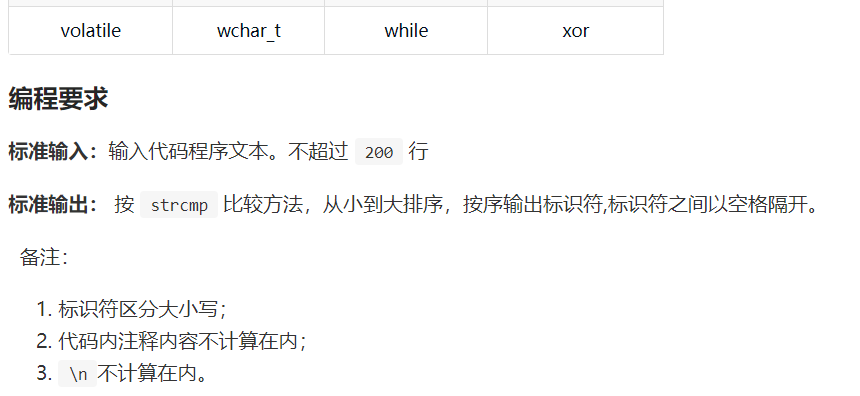 volatile wchar_t while xor
编程要求
标准输入：输入代码程序文本。不超过 200 行
标准输出： 按 strcmp 比较方法，从小到大排序，按序输出标识符,标识符之间以空格隔开。
备注：
1. 标识符区分大小写；
2. 代码内注释内容不计算在内；
3. \n 不计算在内。